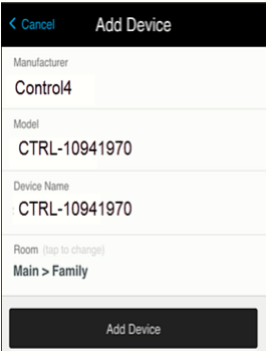 < Cancel Add Device
Manufacturer
Control4
Model
CTRL-10941970
Device Name
CTRL-10941970
Room (tap to change)
Main > Family
Add Device